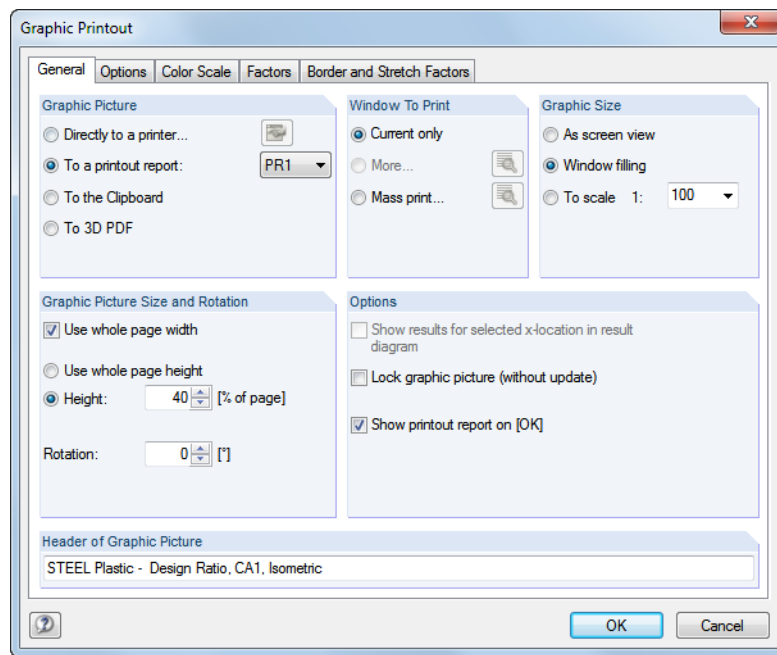 Graphic Printout
General Options Color Scale Factors Border and Stretch Factors
Graphic Picture
Directly to a printer...
To a printout report: PR1
To the Clipboard
To 3D PDF
Window To Print
Current only
More...
Mass print...
Graphic Size
As screen view
Window filling
To scale 1: 100
Graphic Picture Size and Rotation
Use whole page width
Use whole page height
Height: 40 [% of page]
Rotation: 0 [°]
Options
Show results for selected x-location in result
diagram
Lock graphic picture (without update)
Show printout report on [OK]
Header of Graphic Picture
STEEL Plastic - Design Ratio, CA1, Isometric
OK Cancel